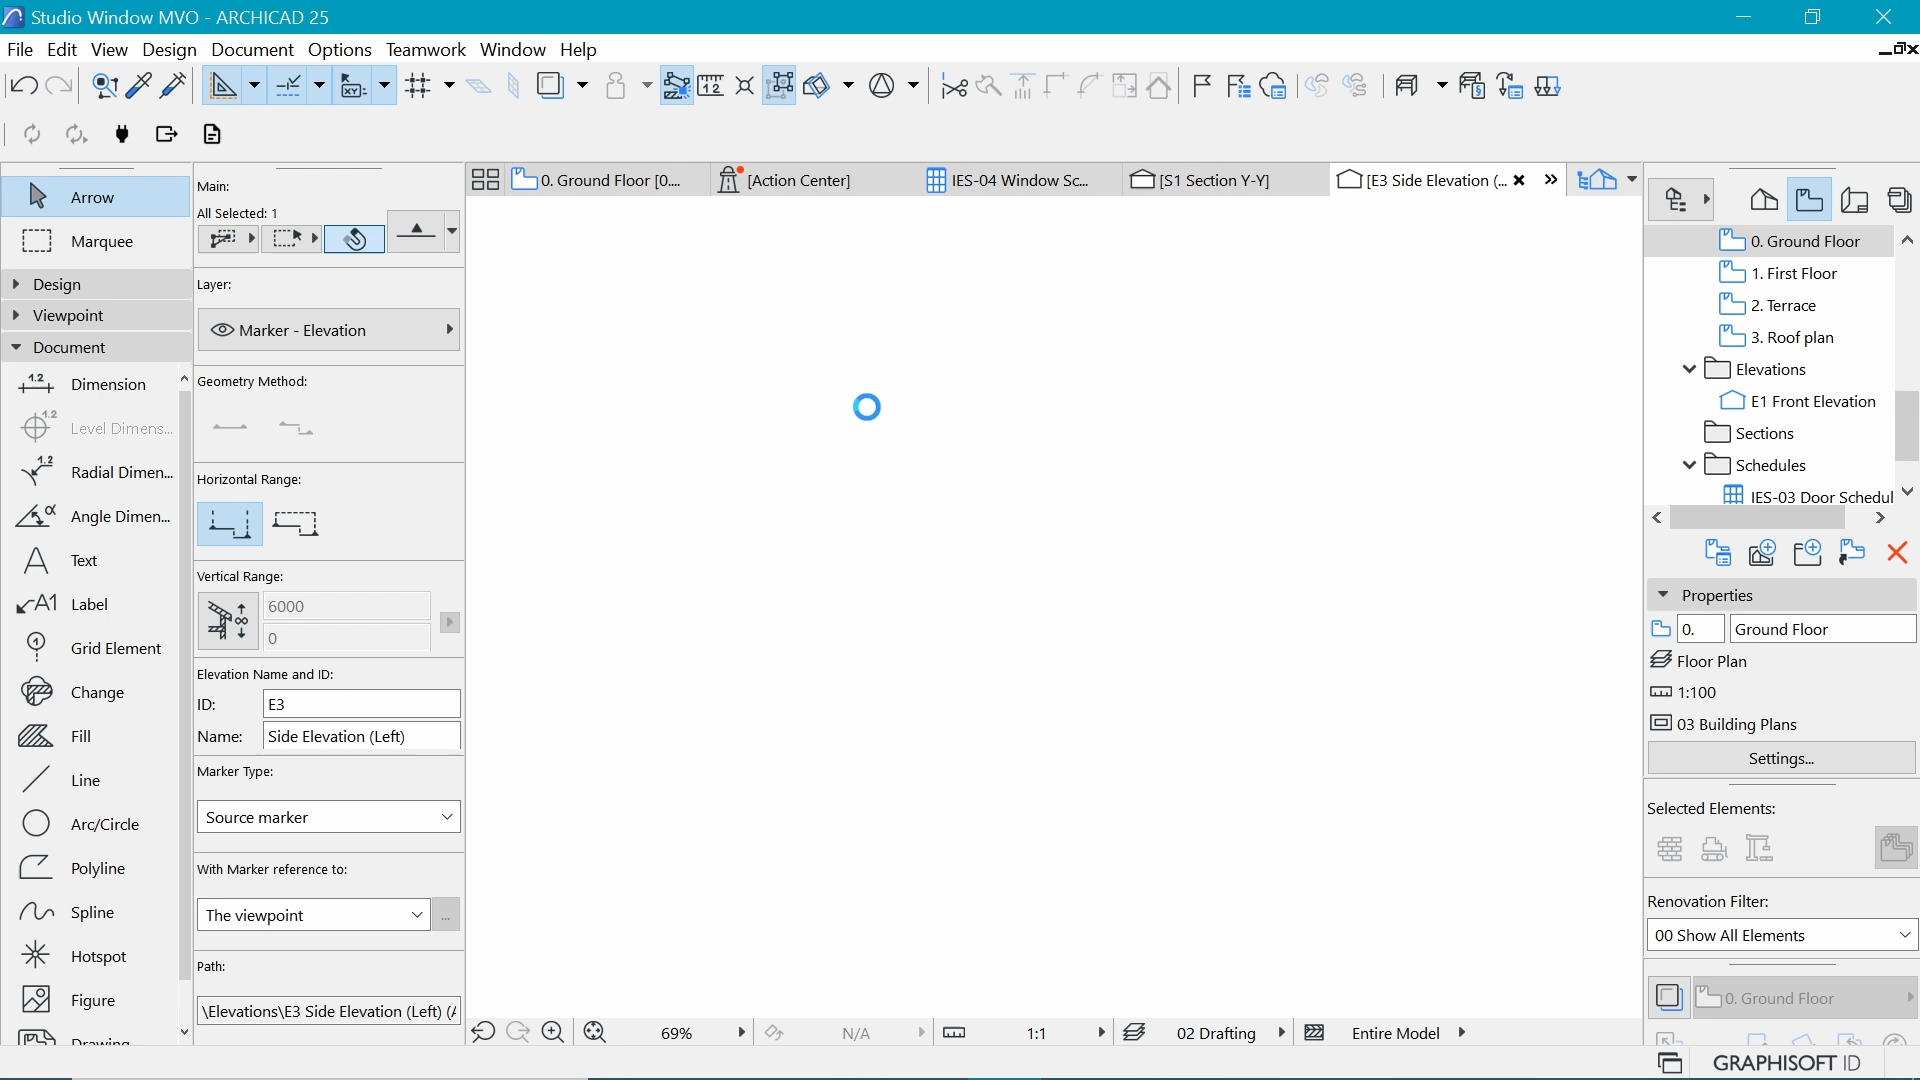 Studio Window MVO - ARCHICAD 25
File Edit View Design Document Options Teamwork Window Help
0. Ground Floor [0....
[Action Center]
IES-04 Window Sc...
[S1 Section Y-Y]
[E3 Side Elevation (...
Arrow
Marquee
Design
Viewpoint
Document
Dimension
Level Dimens...
Radial Dimen...
Angle Dimen...
Text
Label
Grid Element
Change
Fill
Line
Arc/Circle
Polyline
Spline
Hotspot
Figure
Drawing
Main:
All Selected: 1
Layer:
Marker - Elevation
Geometry Method:
Horizontal Range:
Vertical Range:
6000
0
Elevation Name and ID:
ID: E3
Name: Side Elevation (Left)
Marker Type:
Source marker
With Marker reference to:
The viewpoint
...
Path:
\Elevations\E3 Side Elevation (Left) (A
69%
N/A
1:1
02 Drafting
Entire Model
0. Ground Floor
1. First Floor
2. Terrace
3. Roof plan
Elevations
E1 Front Elevation
Sections
Schedules
IES-03 Door Schedul
Properties
0. Ground Floor
Floor Plan
1:100
03 Building Plans
Settings...
Selected Elements:
Renovation Filter:
00 Show All Elements
0. Ground Floor
GRAPHISOFT ID